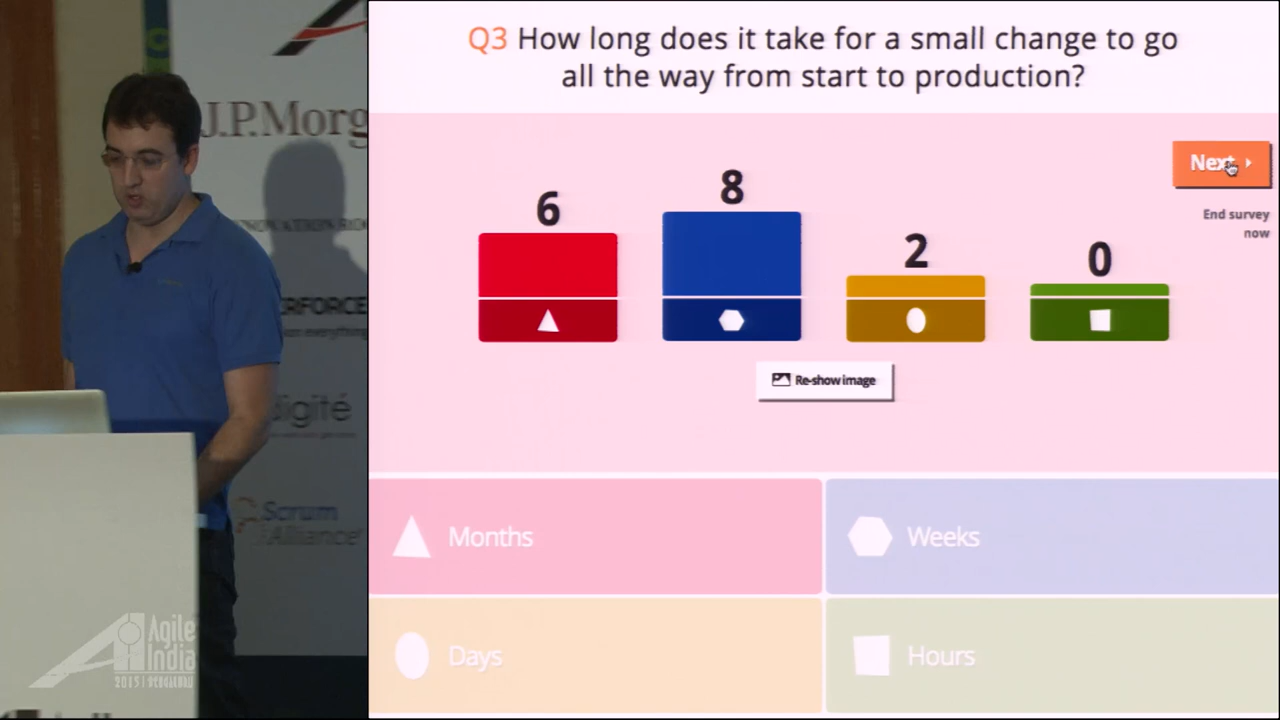 Q3 How long does it take for a small change to go
all the way from start to production?
J.P.Morg
Next
End survey
now
6
8
2
0
Re-show image
Months
Weeks
Days
Hours
ERFORCE
digité
Scrum
Alliance
Agile
India